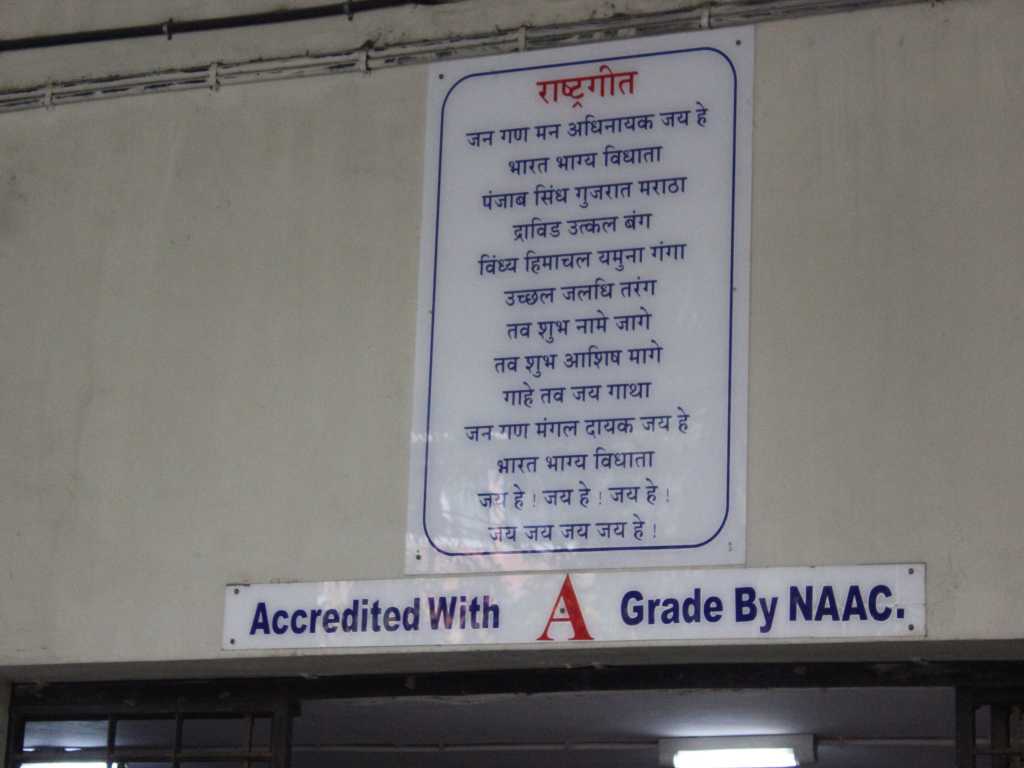 राष्ट्रगीत
जन गण मन अधिनायक जय हे
भारत भाग्य विधाता
पंजाब सिंध गुजरात मराठा
द्राविड उत्कल बंग
विंध्य हिमाचल यमुना गंगा
उच्छल जलधि तरंग
तव शुभ नामे जागे
तव शुभ आशिष मागे
गाहे तव जय गाथा
जन गण मंगल दायक जय हे
भारत भाग्य विधाता
जय हे ! जय हे ! जय हे !
जय जय जय जय हे !
Accredited With A Grade By NAAC.